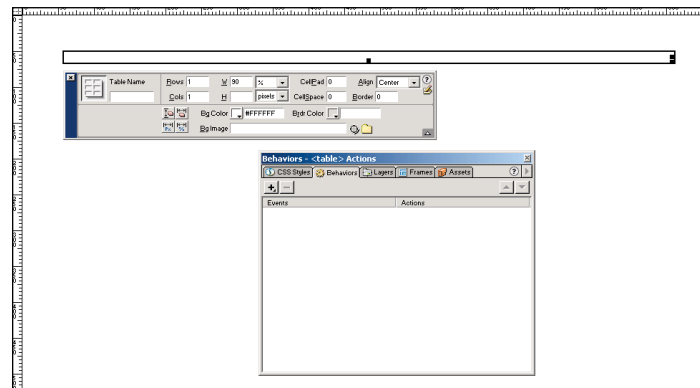 Table Name
Rows 1 W 90 % CellPad 0 Align Center
Cols 1 H pixels CellSpace 0 Border 0
Bg Color #FFFFFF Brdr Color
Bg Image
Behaviors - <table> Actions
CSS Styles Behaviors Layers Frames Assets
Events Actions